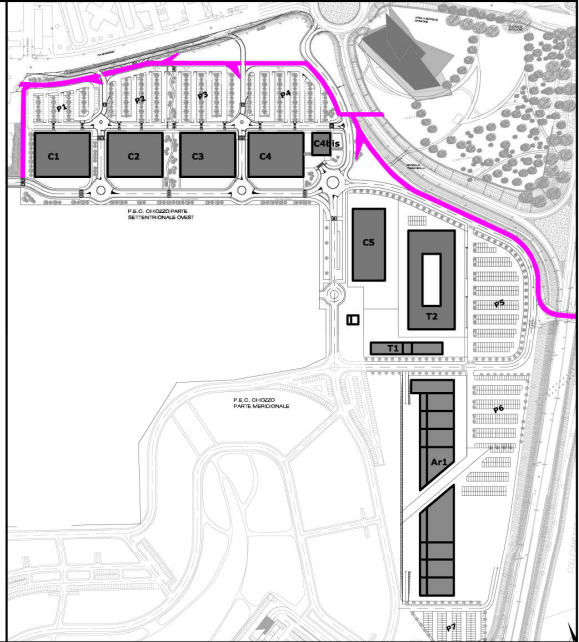 P1
P2
P3
P4
C1
C2
C3
C4
C4bis
P.E.C. CHIOZZO PARTE
SETTENTRIONALE OVEST
C5
T2
P5
T1
P.E.C. CHIOZZO
PARTE MERIDIONALE
P6
Ar1
P7